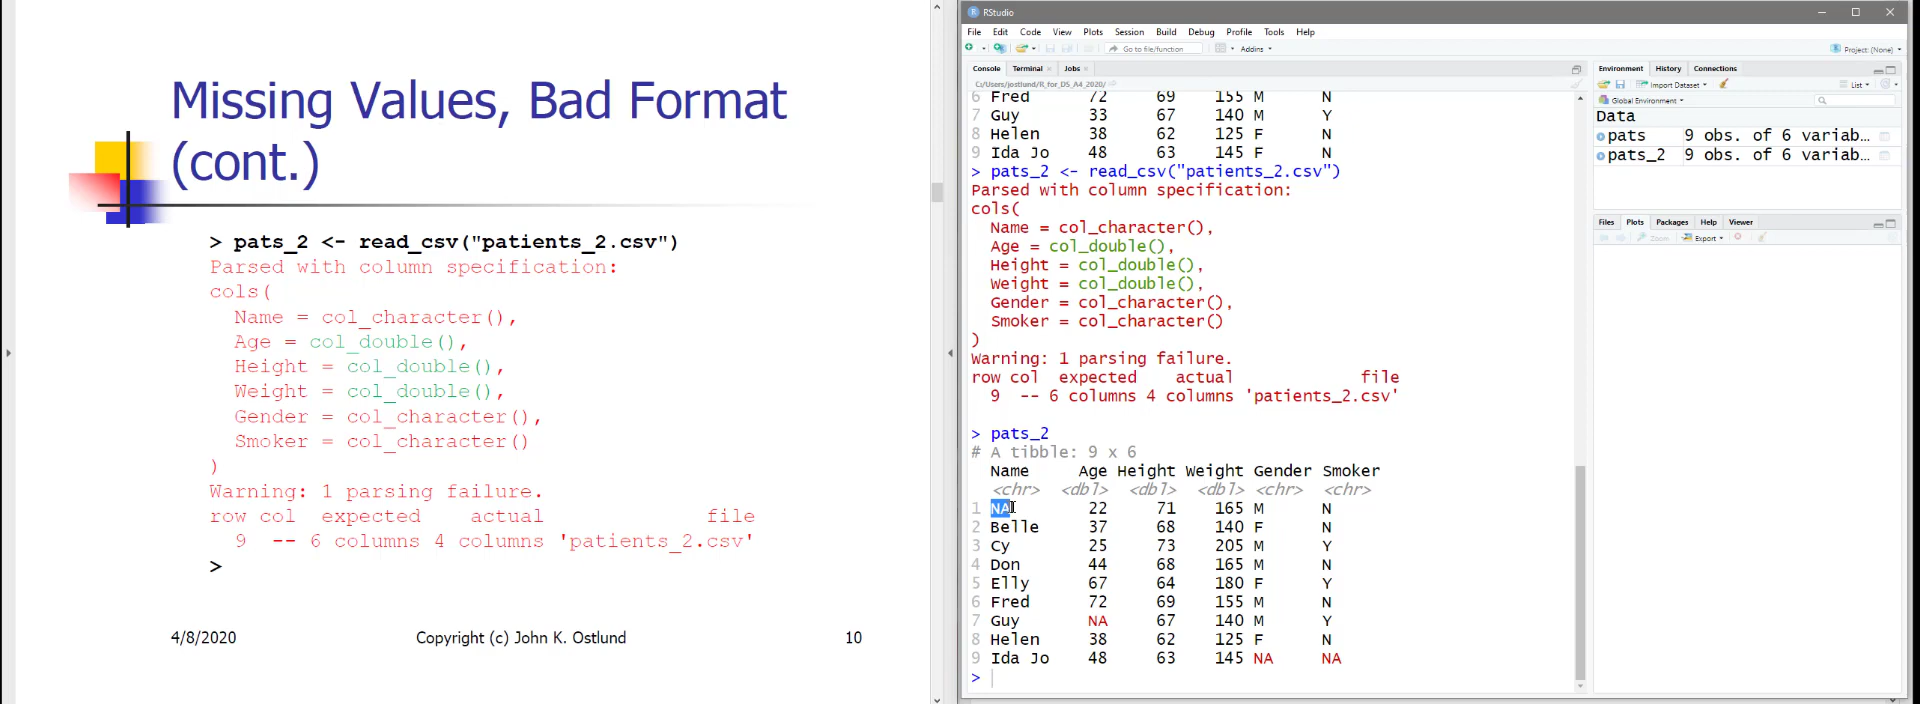 Missing Values, Bad Format
(cont.)
> pats_2 <- read_csv("patients_2.csv")
Parsed with column specification:
cols(
  Name = col_character(),
  Age = col_double(),
  Height = col_double(),
  Weight = col_double(),
  Gender = col_character(),
  Smoker = col_character()
)
Warning: 1 parsing failure.
row col  expected    actual             file
  9  -- 6 columns 4 columns 'patients_2.csv'
>
4/8/2020
Copyright (c) John K. Ostlund
10
RStudio
File Edit Code View Plots Session Build Debug Profile Tools Help
Go to file/function
Addins
Project: (None)
Console Terminal Jobs
C:/Users/jostlund/R_for_DS_A4_2020/
6 Fred 72 69 155 M N
7 Guy 33 67 140 M Y
8 Helen 38 62 125 F N
9 Ida Jo 48 63 145 F N
> pats_2 <- read_csv("patients_2.csv")
Parsed with column specification:
cols(
  Name = col_character(),
  Age = col_double(),
  Height = col_double(),
  Weight = col_double(),
  Gender = col_character(),
  Smoker = col_character()
)
Warning: 1 parsing failure.
row col  expected    actual             file
  9  -- 6 columns 4 columns 'patients_2.csv'
> pats_2
# A tibble: 9 x 6
Name Age Height Weight Gender Smoker
<chr> <dbl> <dbl> <dbl> <chr> <chr>
1 NA 22 71 165 M N
2 Belle 37 68 140 F N
3 Cy 25 73 205 M Y
4 Don 44 68 165 M N
5 Elly 67 64 180 F Y
6 Fred 72 69 155 M N
7 Guy NA 67 140 M Y
8 Helen 38 62 125 F N
9 Ida Jo 48 63 145 NA NA
>
Environment History Connections
Import Dataset
List
Global Environment
Data
pats 9 obs. of 6 variab...
pats_2 9 obs. of 6 variab...
Files Plots Packages Help Viewer
Zoom Export